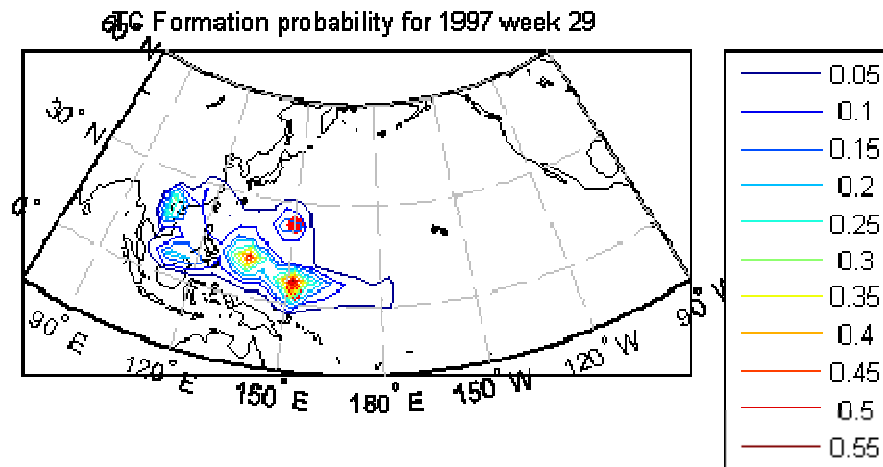 TC Formation probability for 1997 week 29
60° N
30° N
0°
90° E
120° E
150° E
180° E
150° W
120° W
90° W
0.05
0.1
0.15
0.2
0.25
0.3
0.35
0.4
0.45
0.5
0.55